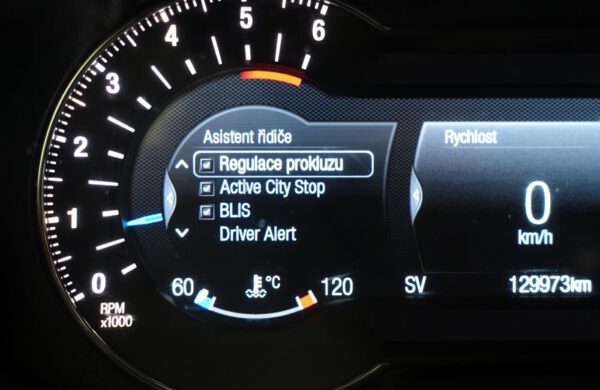 6
5
4
3
2
1
0
RPM
x1000
Asistent řidiče
Regulace prokluzu
Active City Stop
BLIS
Driver Alert
60 °C 120
Rychlost
0
km/h
SV 129973km